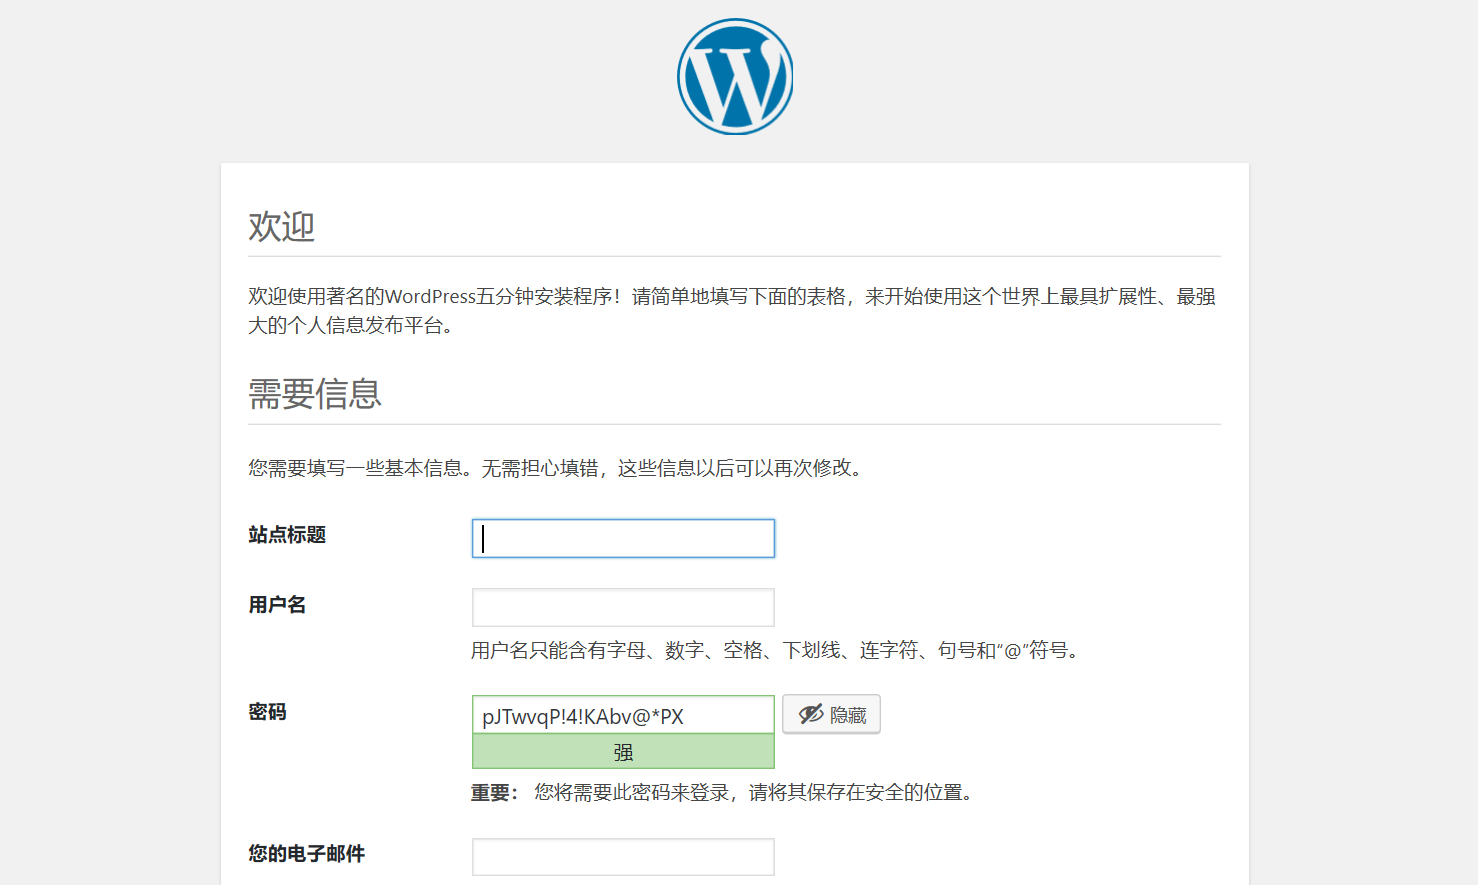 欢迎
欢迎使用著名的WordPress五分钟安装程序！请简单地填写下面的表格，来开始使用这个世界上最具扩展性、最强
大的个人信息发布平台。
需要信息
您需要填写一些基本信息。无需担心填错，这些信息以后可以再次修改。
站点标题
用户名
用户名只能含有字母、数字、空格、下划线、连字符、句号和“@”符号。
密码
pJTwvqP!4!KAbv@*PX
隐藏
强
重要： 您将需要此密码来登录，请将其保存在安全的位置。
您的电子邮件